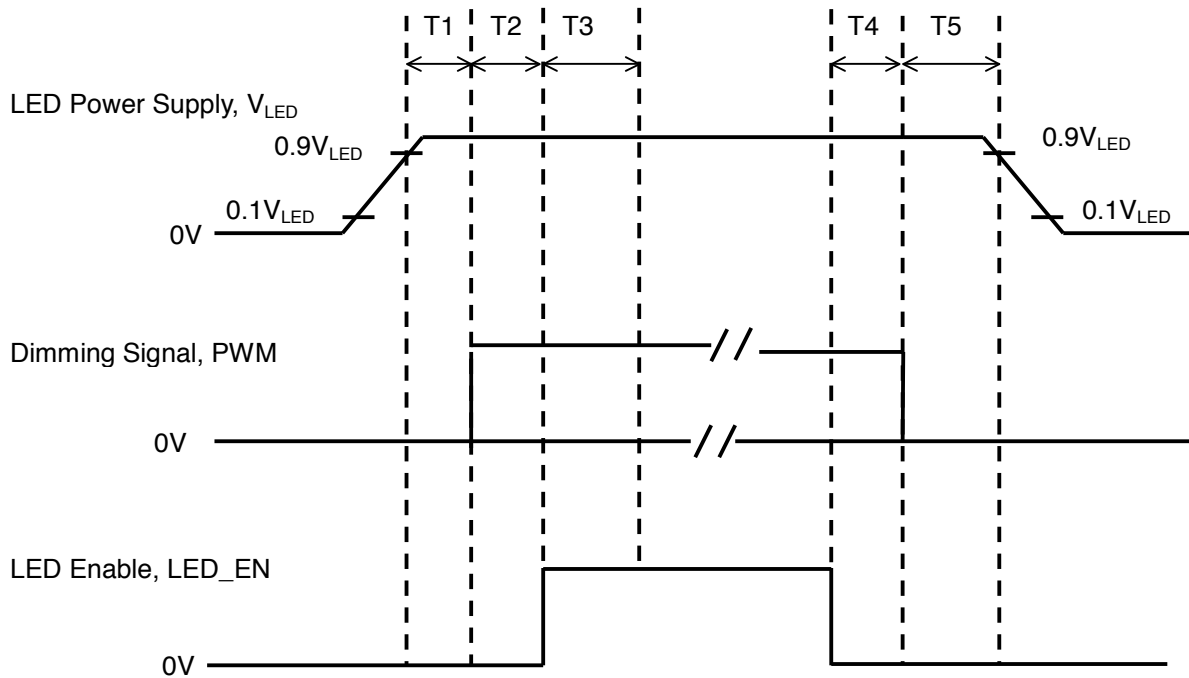 T1 T2 T3 T4 T5
LED Power Supply, V_LED
0.9V_LED 0.9V_LED
0.1V_LED 0.1V_LED
0V
Dimming Signal, PWM
0V
LED Enable, LED_EN
0V